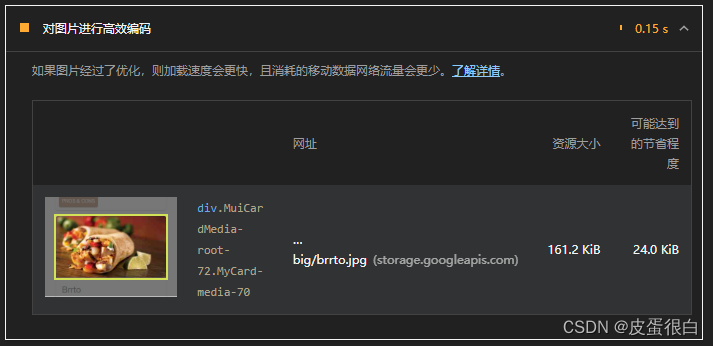 对图片进行高效编码
0.15 s
如果图片经过了优化，则加载速度会更快，且消耗的移动数据网络流量会更少。了解详情。
网址
资源大小
可能达到
的节省程
度
div.MuiCar
dMedia-
root-
72.MyCard-
media-70
...
big/brrto.jpg (storage.googleapis.com)
161.2 KiB
24.0 KiB
Brrto
CSDN @皮蛋很白